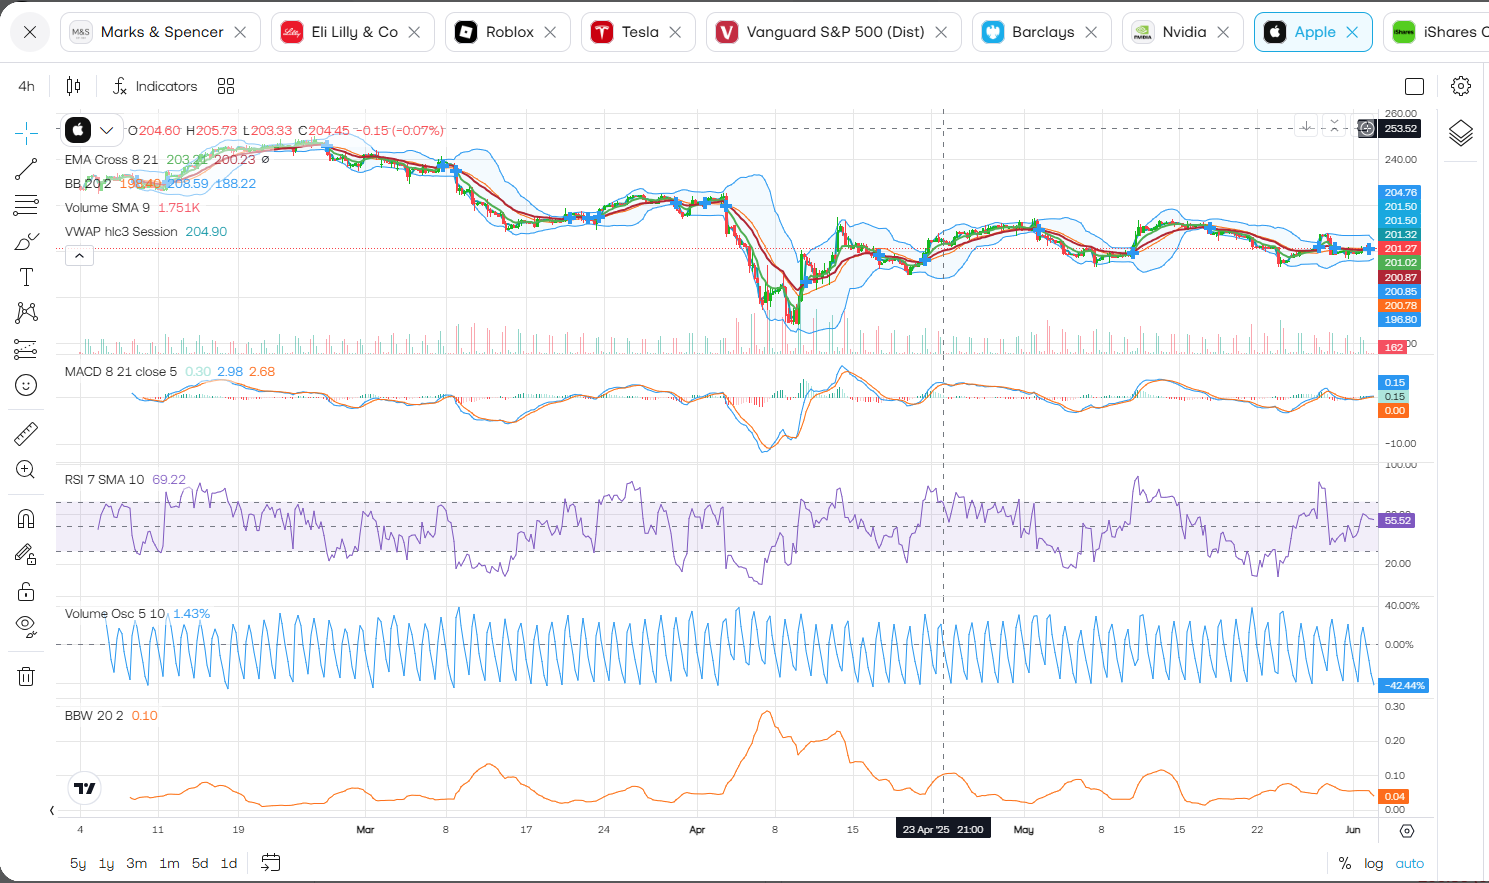 M&S Marks & Spencer Lilly Eli Lilly & Co Roblox Tesla Vanguard S&P 500 (Dist) Barclays NVIDIA Nvidia Apple iShares iShares C
4h Indicators
O204.60 H205.73 L203.33 C204.45 −0.15 (−0.07%)
EMA Cross 8 21 203.21 200.23 ∅
BB 20 2 198.40 208.59 188.22
Volume SMA 9 1.751K
VWAP hlc3 Session 204.90
260.00
253.52
240.00
204.76
201.50
201.50
201.32
201.27
201.02
200.87
200.85
200.78
198.80
162
MACD 8 21 close 5 0.30 2.98 2.68
0.15
0.15
0.00
−10.00
RSI 7 SMA 10 69.22
100.00
55.52
20.00
Volume Osc 5 10 1.43%
40.00%
0.00%
−42.44%
BBW 20 2 0.10
0.30
0.20
0.10
0.04
0.00
4 11 19 Mar 8 17 24 Apr 8 15 23 Apr '25 21:00 May 8 15 22 Jun
5y 1y 3m 1m 5d 1d % log auto